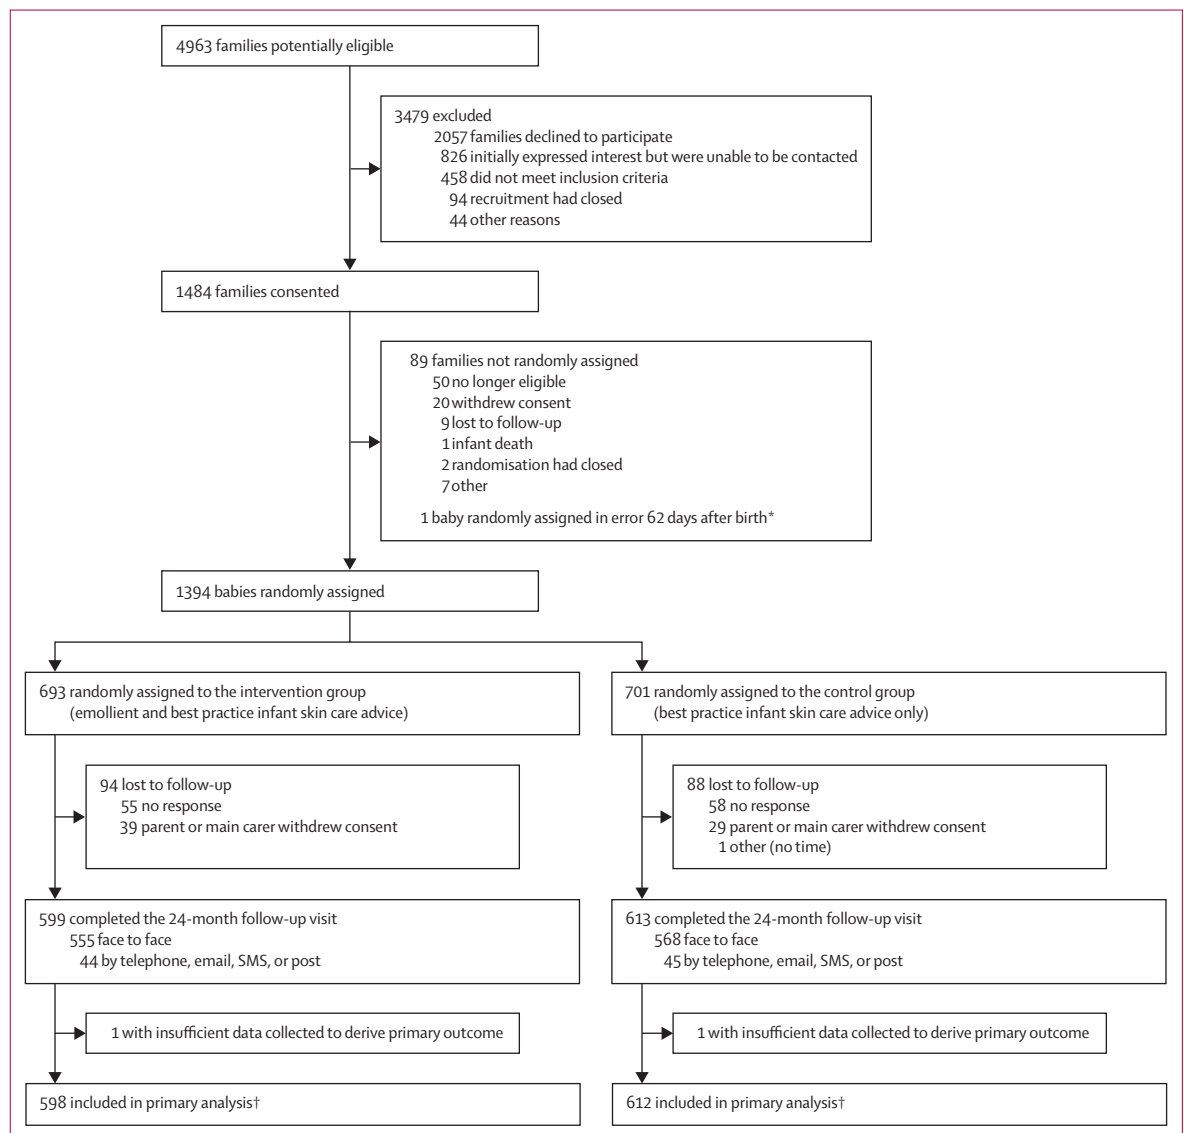 4963 families potentially eligible
3479 excluded
2057 families declined to participate
826 initially expressed interest but were unable to be contacted
458 did not meet inclusion criteria
94 recruitment had closed
44 other reasons
1484 families consented
89 families not randomly assigned
50 no longer eligible
20 withdrew consent
9 lost to follow-up
1 infant death
2 randomisation had closed
7 other
1 baby randomly assigned in error 62 days after birth*
1394 babies randomly assigned
693 randomly assigned to the intervention group
(emollient and best practice infant skin care advice)
701 randomly assigned to the control group
(best practice infant skin care advice only)
94 lost to follow-up
55 no response
39 parent or main carer withdrew consent
88 lost to follow-up
58 no response
29 parent or main carer withdrew consent
1 other (no time)
599 completed the 24-month follow-up visit
555 face to face
44 by telephone, email, SMS, or post
613 completed the 24-month follow-up visit
568 face to face
45 by telephone, email, SMS, or post
1 with insufficient data collected to derive primary outcome
1 with insufficient data collected to derive primary outcome
598 included in primary analysis†
612 included in primary analysis†